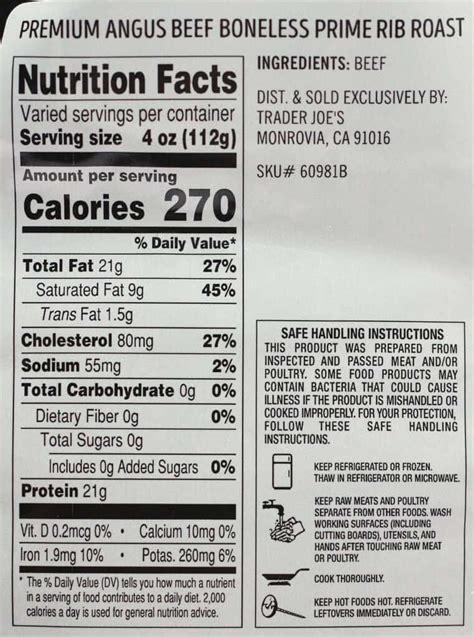 PREMIUM ANGUS BEEF BONELESS PRIME RIB ROAST
Nutrition Facts
Varied servings per container
Serving size 4 oz (112g)
Amount per serving
Calories 270
% Daily Value*
Total Fat 21g 27%
Saturated Fat 9g 45%
Trans Fat 1.5g
Cholesterol 80mg 27%
Sodium 55mg 2%
Total Carbohydrate 0g 0%
Dietary Fiber 0g 0%
Total Sugars 0g
Includes 0g Added Sugars 0%
Protein 21g
Vit. D 0.2mcg 0% • Calcium 10mg 0%
Iron 1.9mg 10% • Potas. 260mg 6%
* The % Daily Value (DV) tells you how much a nutrient
in a serving of food contributes to a daily diet. 2,000
calories a day is used for general nutrition advice.
INGREDIENTS: BEEF
DIST. & SOLD EXCLUSIVELY BY:
TRADER JOE'S
MONROVIA, CA 91016
SKU# 60981B
SAFE HANDLING INSTRUCTIONS
THIS PRODUCT WAS PREPARED FROM
INSPECTED AND PASSED MEAT AND/OR
POULTRY. SOME FOOD PRODUCTS MAY
CONTAIN BACTERIA THAT COULD CAUSE
ILLNESS IF THE PRODUCT IS MISHANDLED OR
COOKED IMPROPERLY. FOR YOUR PROTECTION,
FOLLOW THESE SAFE HANDLING
INSTRUCTIONS.
KEEP REFRIGERATED OR FROZEN.
THAW IN REFRIGERATOR OR MICROWAVE.
KEEP RAW MEATS AND POULTRY
SEPARATE FROM OTHER FOODS. WASH
WORKING SURFACES (INCLUDING
CUTTING BOARDS), UTENSILS, AND
HANDS AFTER TOUCHING RAW MEAT
OR POULTRY.
COOK THOROUGHLY.
KEEP HOT FOODS HOT. REFRIGERATE
LEFTOVERS IMMEDIATELY OR DISCARD.